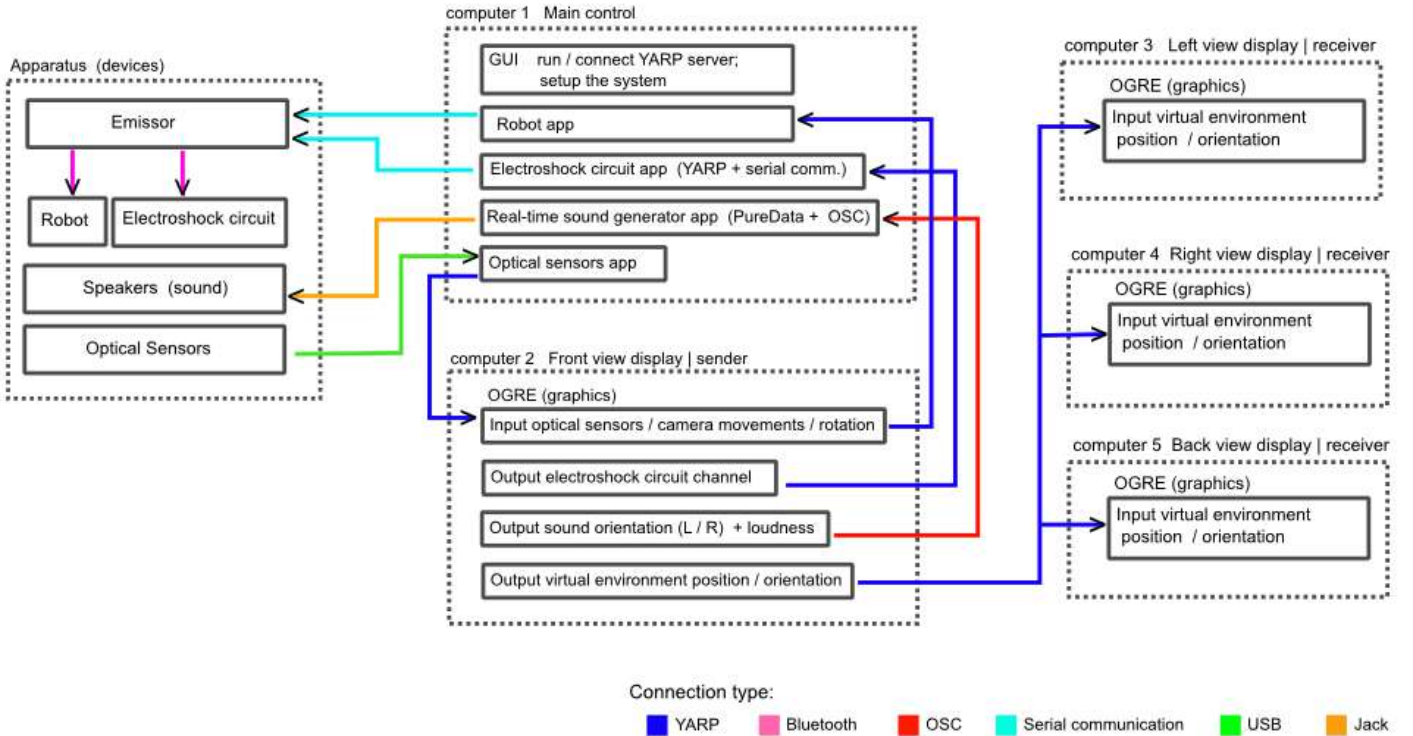 Apparatus (devices)
Emissor
Robot
Electroshock circuit
Speakers (sound)
Optical Sensors
computer 1 Main control
GUI run / connect YARP server;
setup the system
Robot app
Electroshock circuit app (YARP + serial comm.)
Real-time sound generator app (PureData + OSC)
Optical sensors app
computer 2 Front view display | sender
OGRE (graphics)
Input optical sensors / camera movements / rotation
Output electroshock circuit channel
Output sound orientation (L / R) + loudness
Output virtual environment position / orientation
computer 3 Left view display | receiver
OGRE (graphics)
Input virtual environment
position / orientation
computer 4 Right view display | receiver
OGRE (graphics)
Input virtual environment
position / orientation
computer 5 Back view display | receiver
OGRE (graphics)
Input virtual environment
position / orientation
Connection type:
YARP
Bluetooth
OSC
Serial communication
USB
Jack